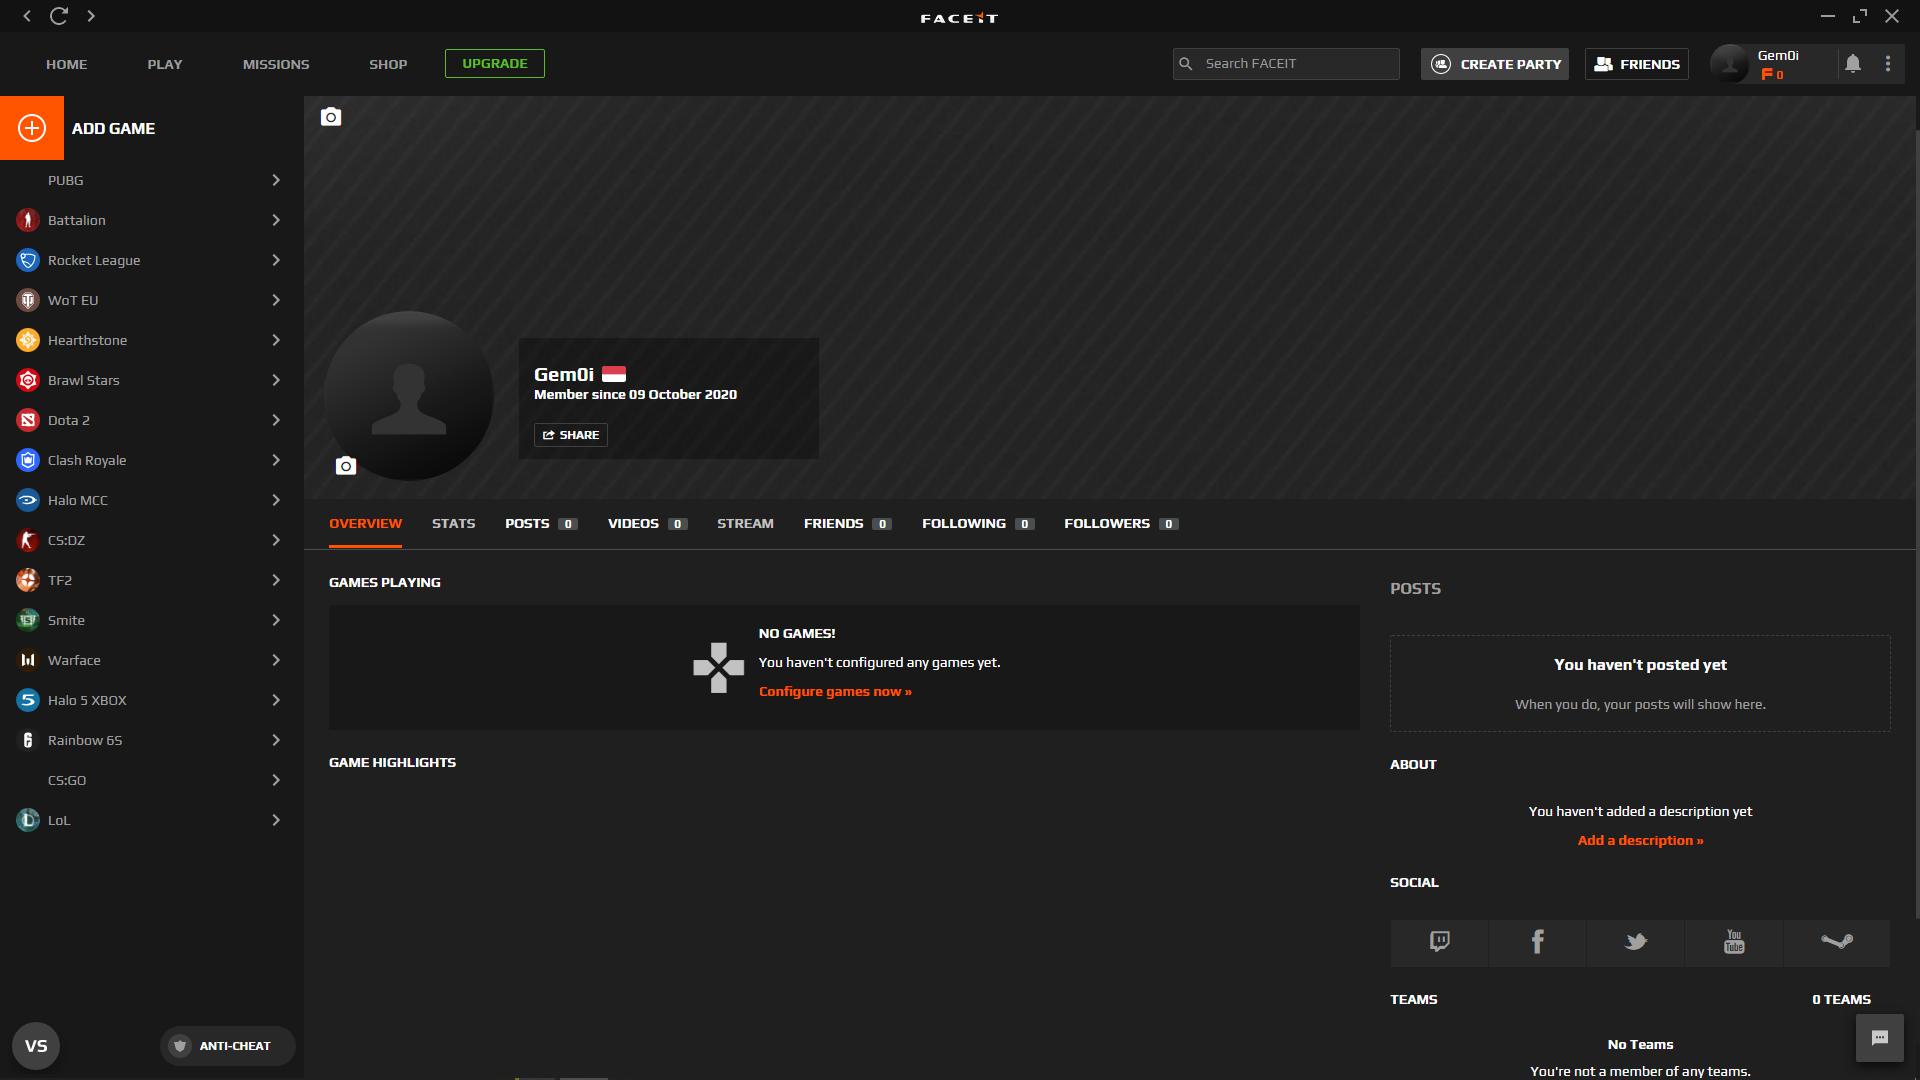 FACEIT
HOME PLAY MISSIONS SHOP UPGRADE
Search FACEIT
CREATE PARTY
FRIENDS
Gem0i
0
ADD GAME
PUBG
Battalion
Rocket League
WoT EU
Hearthstone
Brawl Stars
Dota 2
Clash Royale
Halo MCC
CS:DZ
TF2
Smite
Warface
Halo 5 XBOX
Rainbow 6S
CS:GO
LoL
VS
ANTI-CHEAT
Gem0i
Member since 09 October 2020
SHARE
OVERVIEW STATS POSTS 0 VIDEOS 0 STREAM FRIENDS 0 FOLLOWING 0 FOLLOWERS 0
GAMES PLAYING
NO GAMES!
You haven't configured any games yet.
Configure games now »
GAME HIGHLIGHTS
POSTS
You haven't posted yet
When you do, your posts will show here.
ABOUT
You haven't added a description yet
Add a description »
SOCIAL
You
Tube
TEAMS 0 TEAMS
No Teams
You're not a member of any teams.